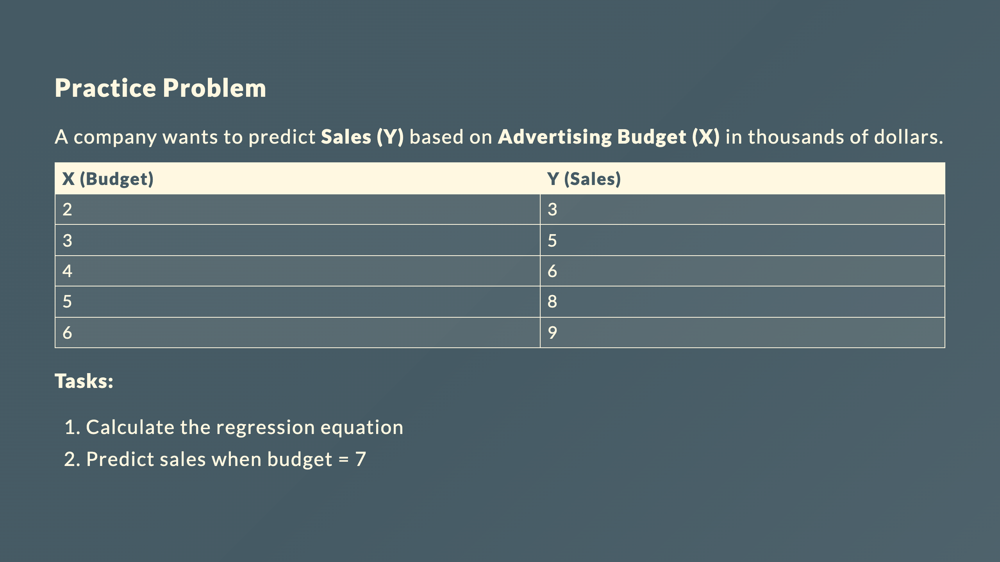 Practice Problem
A company wants to predict Sales (Y) based on Advertising Budget (X) in thousands of dollars.
X (Budget) Y (Sales)
2 3
3 5
4 6
5 8
6 9
Tasks:
1. Calculate the regression equation
2. Predict sales when budget = 7